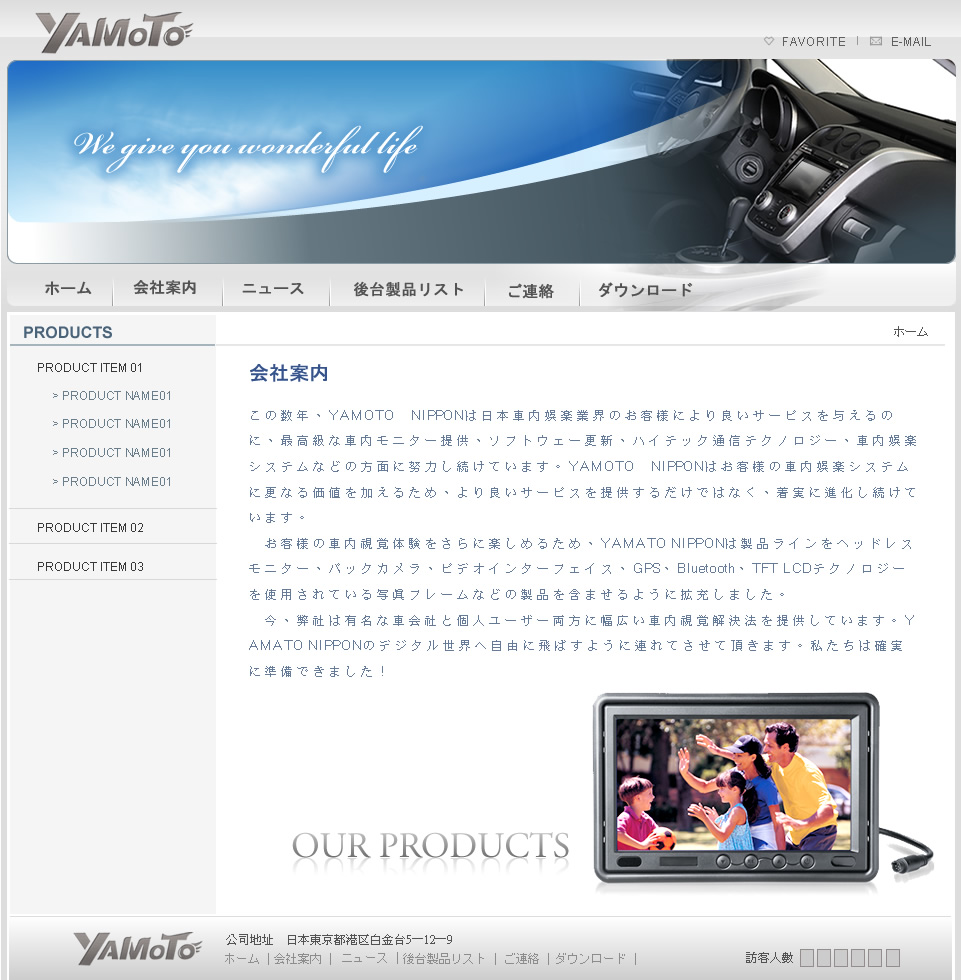 YAMOTO
FAVORITE | E-MAIL
We give you wonderful life
ホーム
会社案内
ニュース
後台製品リスト
ご連絡
ダウンロード
PRODUCTS
ホーム
PRODUCT ITEM 01
> PRODUCT NAME01
> PRODUCT NAME01
> PRODUCT NAME01
> PRODUCT NAME01
PRODUCT ITEM 02
PRODUCT ITEM 03
会社案内
この数年、YAMOTO　NIPPONは日本車内娯楽業界のお客様により良いサービスを与えるの
に、最高級な車内モニター提供、ソフトウェー更新、ハイテック通信テクノロジー、車内娯楽
システムなどの方面に努力し続けています。YAMOTO　NIPPONはお客様の車内娯楽システム
に更なる価値を加えるため、より良いサービスを提供するだけではなく、着実に進化し続けて
います。
　お客様の車内視覚体験をさらに楽しめるため、YAMATO NIPPONは製品ラインをヘッドレス
モニター、バックカメラ、ビデオインターフェイス、GPS、Bluetooth、TFT LCDテクノロジー
を使用されている写眞フレームなどの製品を含ませるように拡充しました。
　今、弊社は有名な車会社と個人ユーザー両方に幅広い車内視覚解決法を提供しています。Y
AMATO NIPPONのデジタル世界へ自由に飛ばすように連れてさせて頂きます。私たちは確実
に準備できました！
OUR PRODUCTS
YAMOTO
公司地址　日本東京都港区白金台5ー12ー9
ホーム | 会社案内 | ニュース | 後台製品リスト | ご連絡 | ダウンロード |
訪客人數